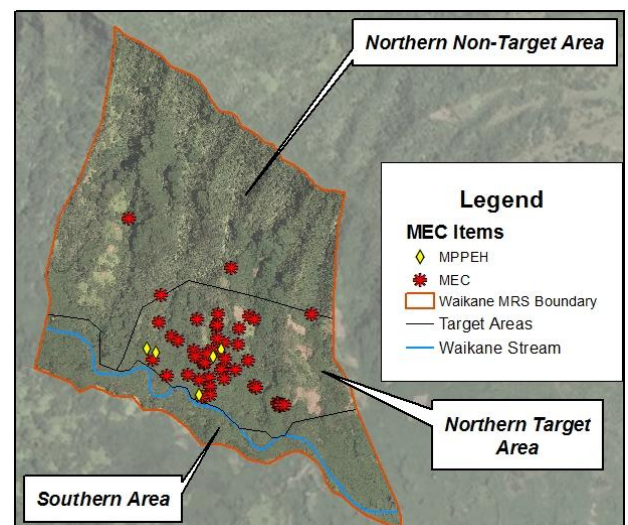 Northern Non-Target Area
Legend
MEC Items
MPPEH
MEC
Waikane MRS Boundary
Target Areas
Waikane Stream
Northern Target
Area
Southern Area